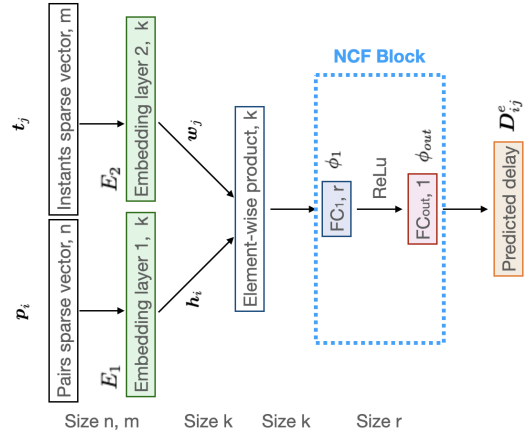 NCF Block
t_j
Instants sparse vector, m
E_2
Embedding layer 2, k
w_j
p_i
Pairs sparse vector, n
E_1
Embedding layer 1, k
h_i
Element-wise product, k
ϕ_1
FC_1, r
ReLu
ϕ_out
FC_out, 1
D^e_ij
Predicted delay
Size n, m
Size k
Size k
Size r